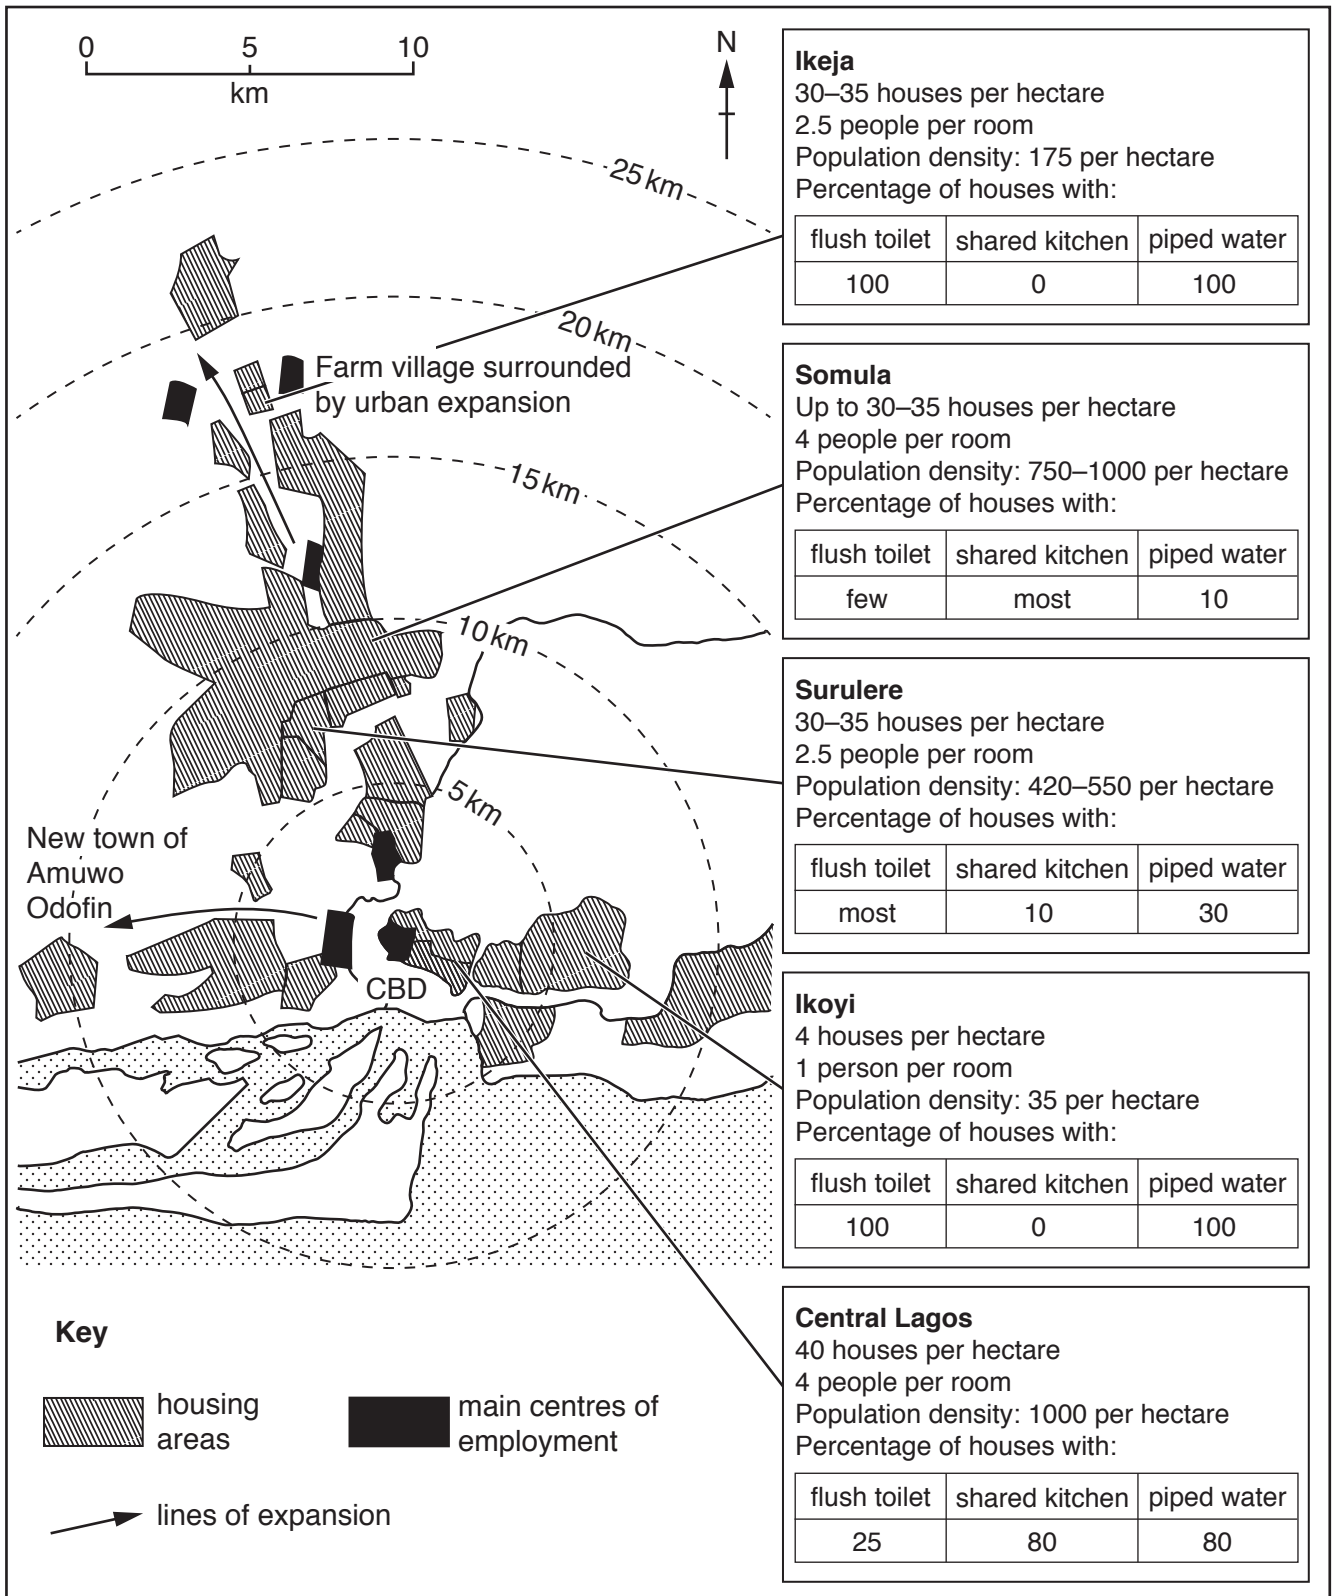 0 5 10
km
N
25 km
20 km
Farm village surrounded
by urban expansion
15 km
10 km
5 km
New town of
Amuwo
Odofin
CBD
Key
housing
areas
main centres of
employment
lines of expansion
Ikeja
30–35 houses per hectare
2.5 people per room
Population density: 175 per hectare
Percentage of houses with:
flush toilet shared kitchen piped water
100 0 100
Somula
Up to 30–35 houses per hectare
4 people per room
Population density: 750–1000 per hectare
Percentage of houses with:
flush toilet shared kitchen piped water
few most 10
Surulere
30–35 houses per hectare
2.5 people per room
Population density: 420–550 per hectare
Percentage of houses with:
flush toilet shared kitchen piped water
most 10 30
Ikoyi
4 houses per hectare
1 person per room
Population density: 35 per hectare
Percentage of houses with:
flush toilet shared kitchen piped water
100 0 100
Central Lagos
40 houses per hectare
4 people per room
Population density: 1000 per hectare
Percentage of houses with:
flush toilet shared kitchen piped water
25 80 80